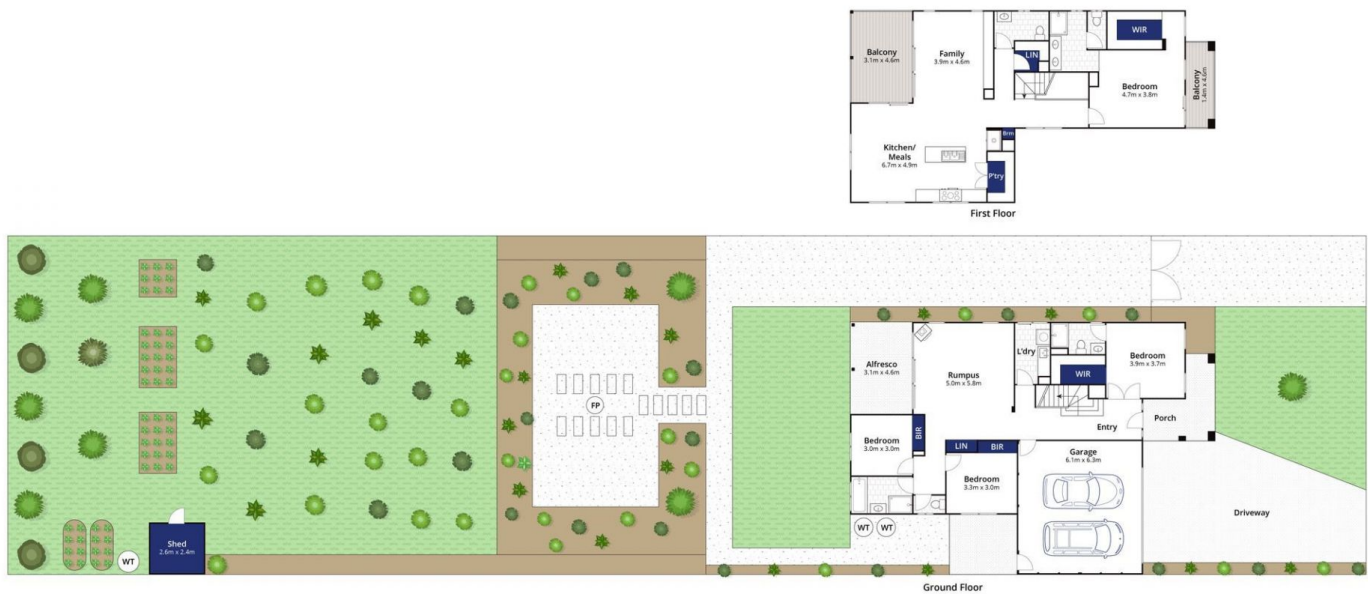 Balcony
3.1m x 4.6m
Family
3.9m x 4.6m
LIN
WIR
Bedroom
4.7m x 3.8m
Balcony
1.4m x 4.6m
Kitchen/
Meals
6.7m x 4.9m
Brm
P'try
First Floor
Alfresco
3.1m x 4.6m
Rumpus
5.0m x 5.8m
L'dry
WIR
Bedroom
3.9m x 3.7m
Porch
Entry
FP
Bedroom
3.0m x 3.0m
BIR
LIN
BIR
Bedroom
3.3m x 3.0m
Garage
6.1m x 6.3m
Driveway
WT
WT
Shed
2.6m x 2.4m
WT
Ground Floor